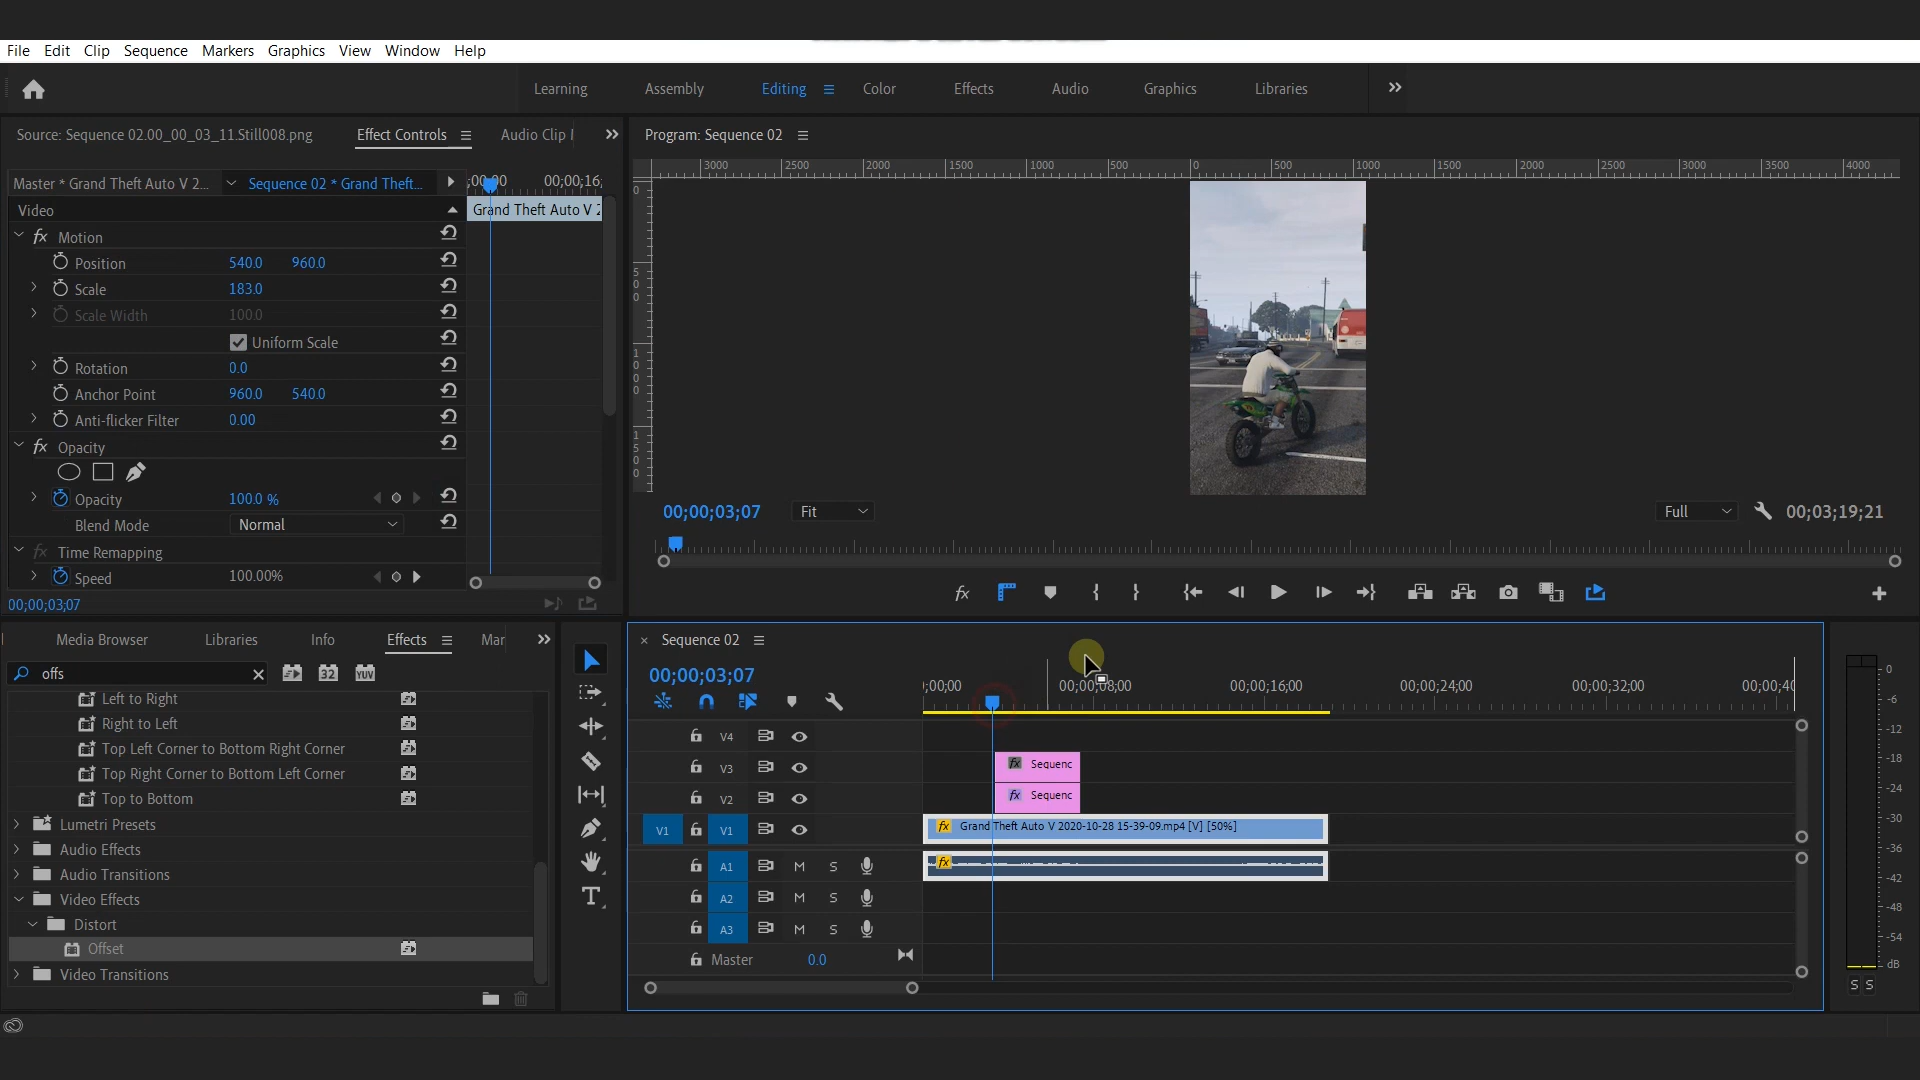 File Edit Clip Sequence Markers Graphics View Window Help
Learning Assembly Editing Color Effects Audio Graphics Libraries
Source: Sequence 02.00_00_03_11.Still008.png Effect Controls Audio Clip
Program: Sequence 02
3000 2500 2000 1500 1000 500 0 500 1000 1500 2000 2500 3000 3500 4000
Master * Grand Theft Auto V 2... Sequence 02 * Grand Theft... ;00;00 00;00;16;
Video Grand Theft Auto V 2
Motion
Position 540.0 960.0
Scale 183.0
Scale Width 100.0
Uniform Scale
Rotation 0.0
Anchor Point 960.0 540.0
Anti-flicker Filter 0.00
Opacity
Opacity 100.0 %
Blend Mode Normal
Time Remapping
Speed 100.00%
00;00;03;07
0
500
1000
1500
00;00;03;07 Fit Full 00;03;19;21
Media Browser Libraries Info Effects Mar
offs
Left to Right
Right to Left
Top Left Corner to Bottom Right Corner
Top Right Corner to Bottom Left Corner
Top to Bottom
Lumetri Presets
Audio Effects
Audio Transitions
Video Effects
Distort
Offset
Video Transitions
Sequence 02
00;00;03;07
;00;00 00;00;08;00 00;00;16;00 00;00;24;00 00;00;32;00 00;00;40
V4
V3 Sequenc
V2 Sequenc
V1 V1 Grand Theft Auto V 2020-10-28 15-39-09.mp4 [V] [50%]
A1 M S
A2 M S
A3 M S
Master 0.0
0
-6
-12
-18
-24
-30
-36
-42
-48
-54
dB
S S